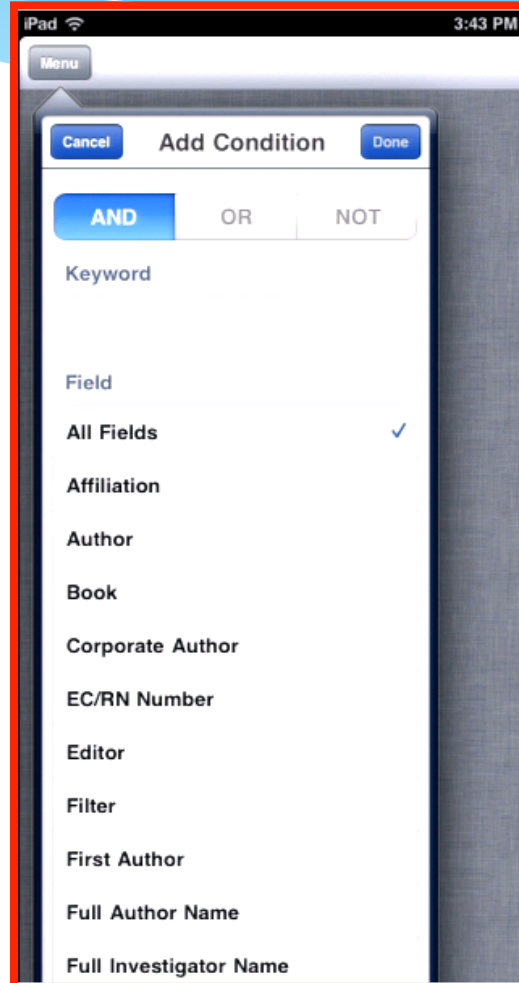 iPad 3:43 PM
Menu
Cancel Add Condition Done
AND OR NOT
Keyword
Field
All Fields
Affiliation
Author
Book
Corporate Author
EC/RN Number
Editor
Filter
First Author
Full Author Name
Full Investigator Name